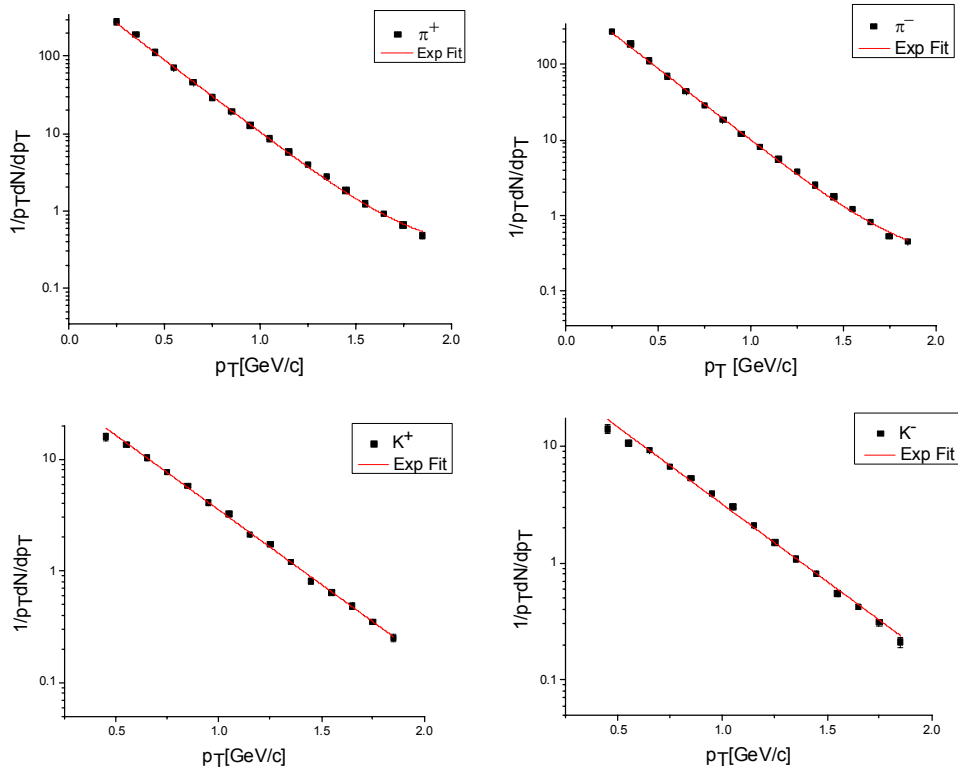 π⁺
Exp Fit
100
10
1
0.1
1/pTdN/dpT
0.0
0.5
1.0
1.5
2.0
pT[GeV/c]
π⁻
Exp Fit
100
10
1
0.1
1/pTdN/dpT
0.0
0.5
1.0
1.5
2.0
pT [GeV/c]
K⁺
Exp Fit
10
1
0.1
1/pTdN/dpT
0.5
1.0
1.5
2.0
pT[GeV/c]
K⁻
Exp Fit
10
1
0.1
1/pTdN/dpT
0.5
1.0
1.5
2.0
pT[GeV/c]